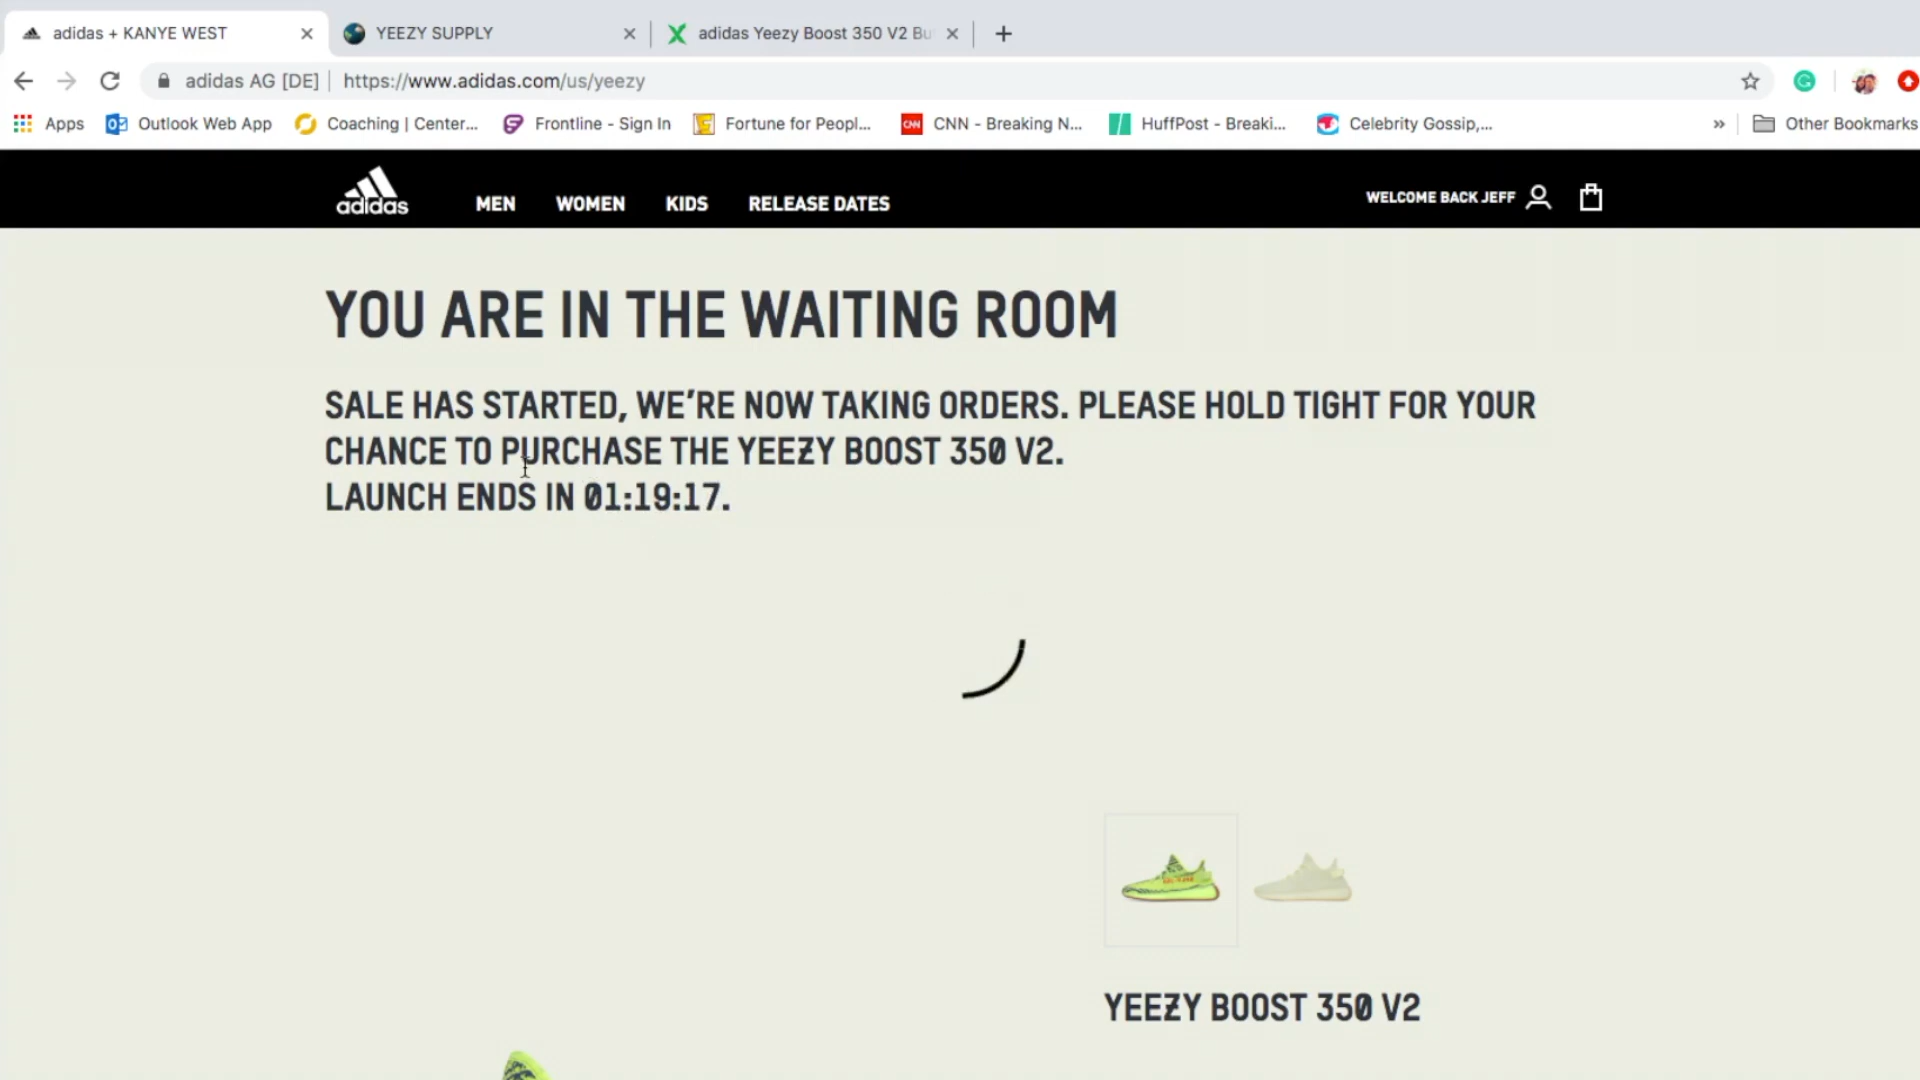 adidas + KANYE WEST
YEEZY SUPPLY
adidas Yeezy Boost 350 V2 Bu
adidas AG [DE] | https://www.adidas.com/us/yeezy
Apps
Outlook Web App
Coaching | Center...
Frontline - Sign In
Fortune for Peopl...
CNN - Breaking N...
HuffPost - Breaki...
Celebrity Gossip,...
»
Other Bookmarks
adidas
MEN
WOMEN
KIDS
RELEASE DATES
WELCOME BACK JEFF
YOU ARE IN THE WAITING ROOM
SALE HAS STARTED, WE'RE NOW TAKING ORDERS. PLEASE HOLD TIGHT FOR YOUR
CHANCE TO PURCHASE THE YEEZY BOOST 350 V2.
LAUNCH ENDS IN 01:19:17.
YEEZY BOOST 350 V2